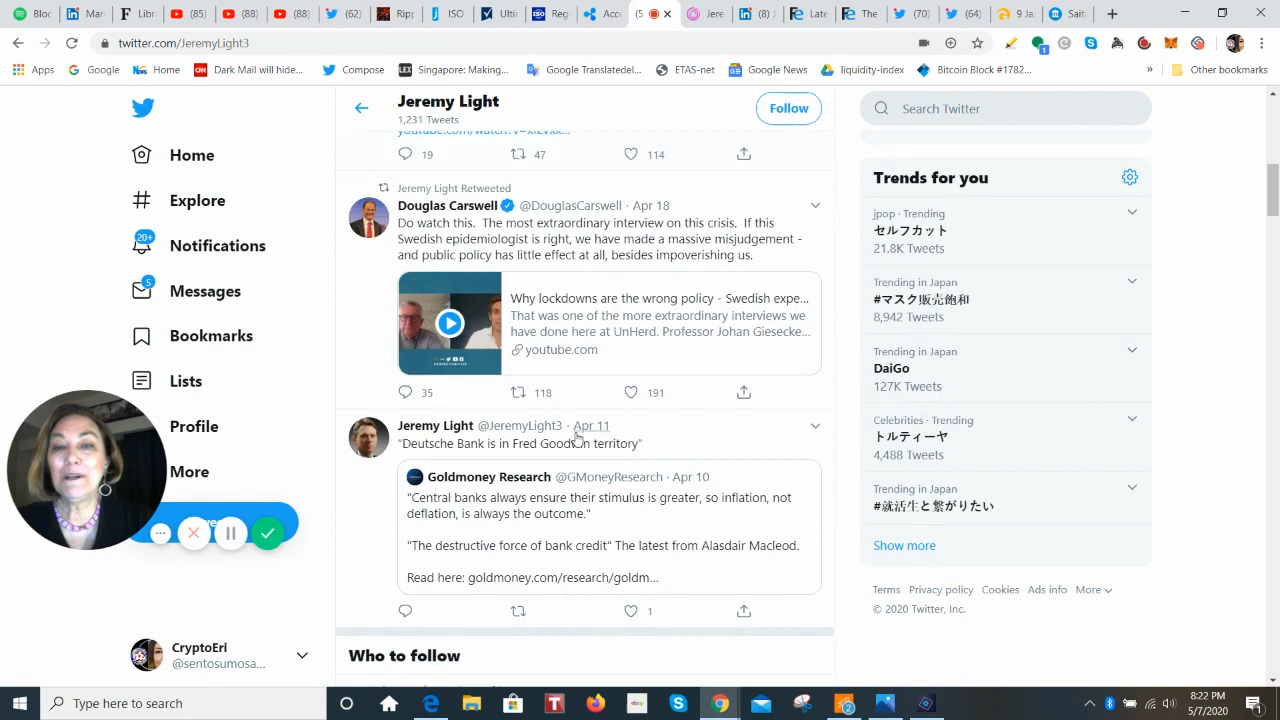 Bloc
Libr
(88)
(88)
(62)
Ripp
ISO
Ulti
Reg
Acc
(5
Jer
(8) J
Late
The
(70)
(64)
9 Ja
Sain
twitter.com/JeremyLight3
1
Apps
Google
Home
Dark Mail will hide...
Compose
Singapore: Making...
Google Translatedel...
ETAS-net
Google News
liquidity-index
Bitcoin Block #1782...
»
Other bookmarks
Home
Explore
20+
Notifications
5
Messages
Bookmarks
Lists
Profile
More
CryptoEri
@sentosumosa...
Jeremy Light
1,231 Tweets
Follow
19
47
114
Jeremy Light Retweeted
Douglas Carswell @DouglasCarswell · Apr 18
Do watch this. The most extraordinary interview on this crisis. If this
Swedish epidemiologist is right, we have made a massive misjudgement -
and public policy has little effect at all, besides impoverishing us.
Why lockdowns are the wrong policy - Swedish expe...
That was one of the more extraordinary interviews we
have done here at UnHerd. Professor Johan Giesecke...
youtube.com
35
118
191
Jeremy Light @JeremyLight3 · Apr 11
"Deutsche Bank is in Fred Goodwin territory"
Goldmoney Research @GMoneyResearch · Apr 10
"Central banks always ensure their stimulus is greater, so inflation, not
deflation, is always the outcome."
"The destructive force of bank credit" The latest from Alasdair Macleod.
Read here: goldmoney.com/research/goldm...
1
Who to follow
Search Twitter
Trends for you
jpop · Trending
セルフカット
21.8K Tweets
Trending in Japan
#マスク販売飽和
8,942 Tweets
Trending in Japan
DaiGo
127K Tweets
Celebrities · Trending
トルティーヤ
4,488 Tweets
Trending in Japan
#就活生と繋がりたい
Show more
Terms Privacy policy Cookies Ads info More
© 2020 Twitter, Inc.
Type here to search
8:22 PM
5/7/2020